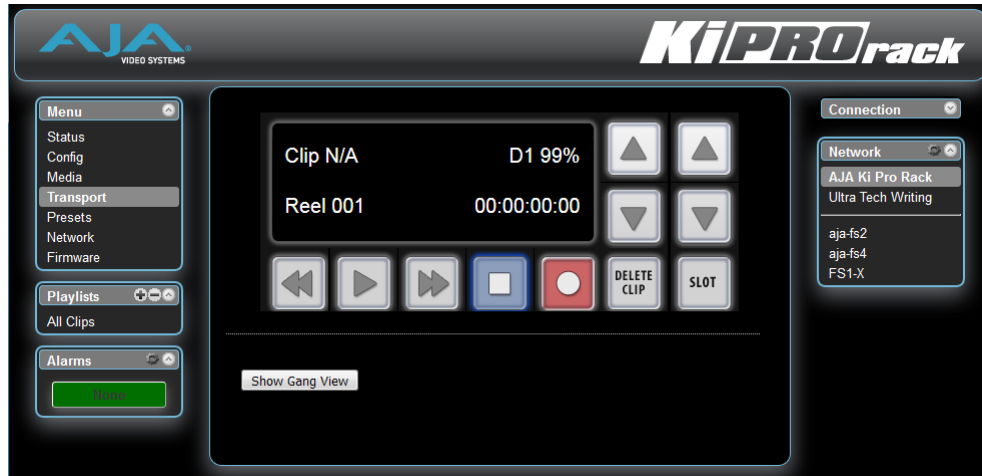 AJA
VIDEO SYSTEMS
KiPROrack
Menu
Status
Config
Media
Transport
Presets
Network
Firmware
Playlists
All Clips
Alarms
None
Clip N/A
D1 99%
Reel 001
00:00:00:00
DELETE
CLIP
SLOT
Show Gang View
Connection
Network
AJA Ki Pro Rack
Ultra Tech Writing
aja-fs2
aja-fs4
FS1-X